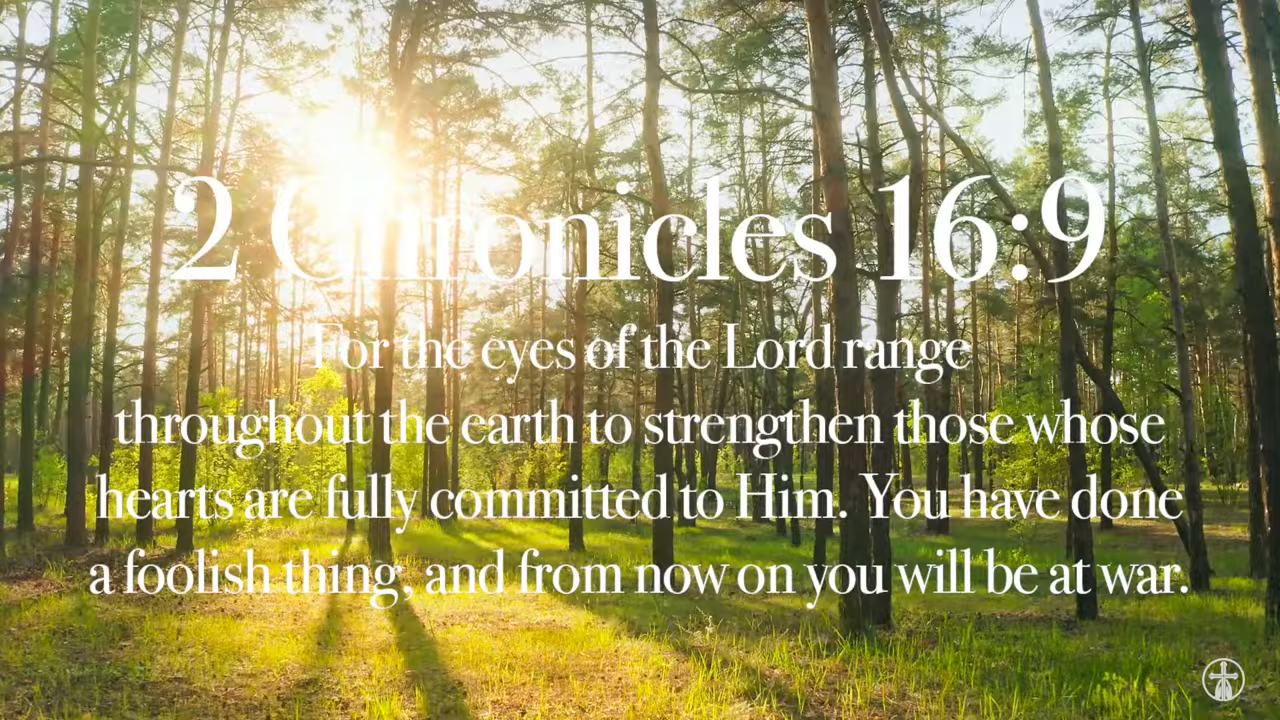 2 Chronicles 16:9
For the eyes of the Lord range
throughout the earth to strengthen those whose
hearts are fully committed to Him. You have done
a foolish thing, and from now on you will be at war.